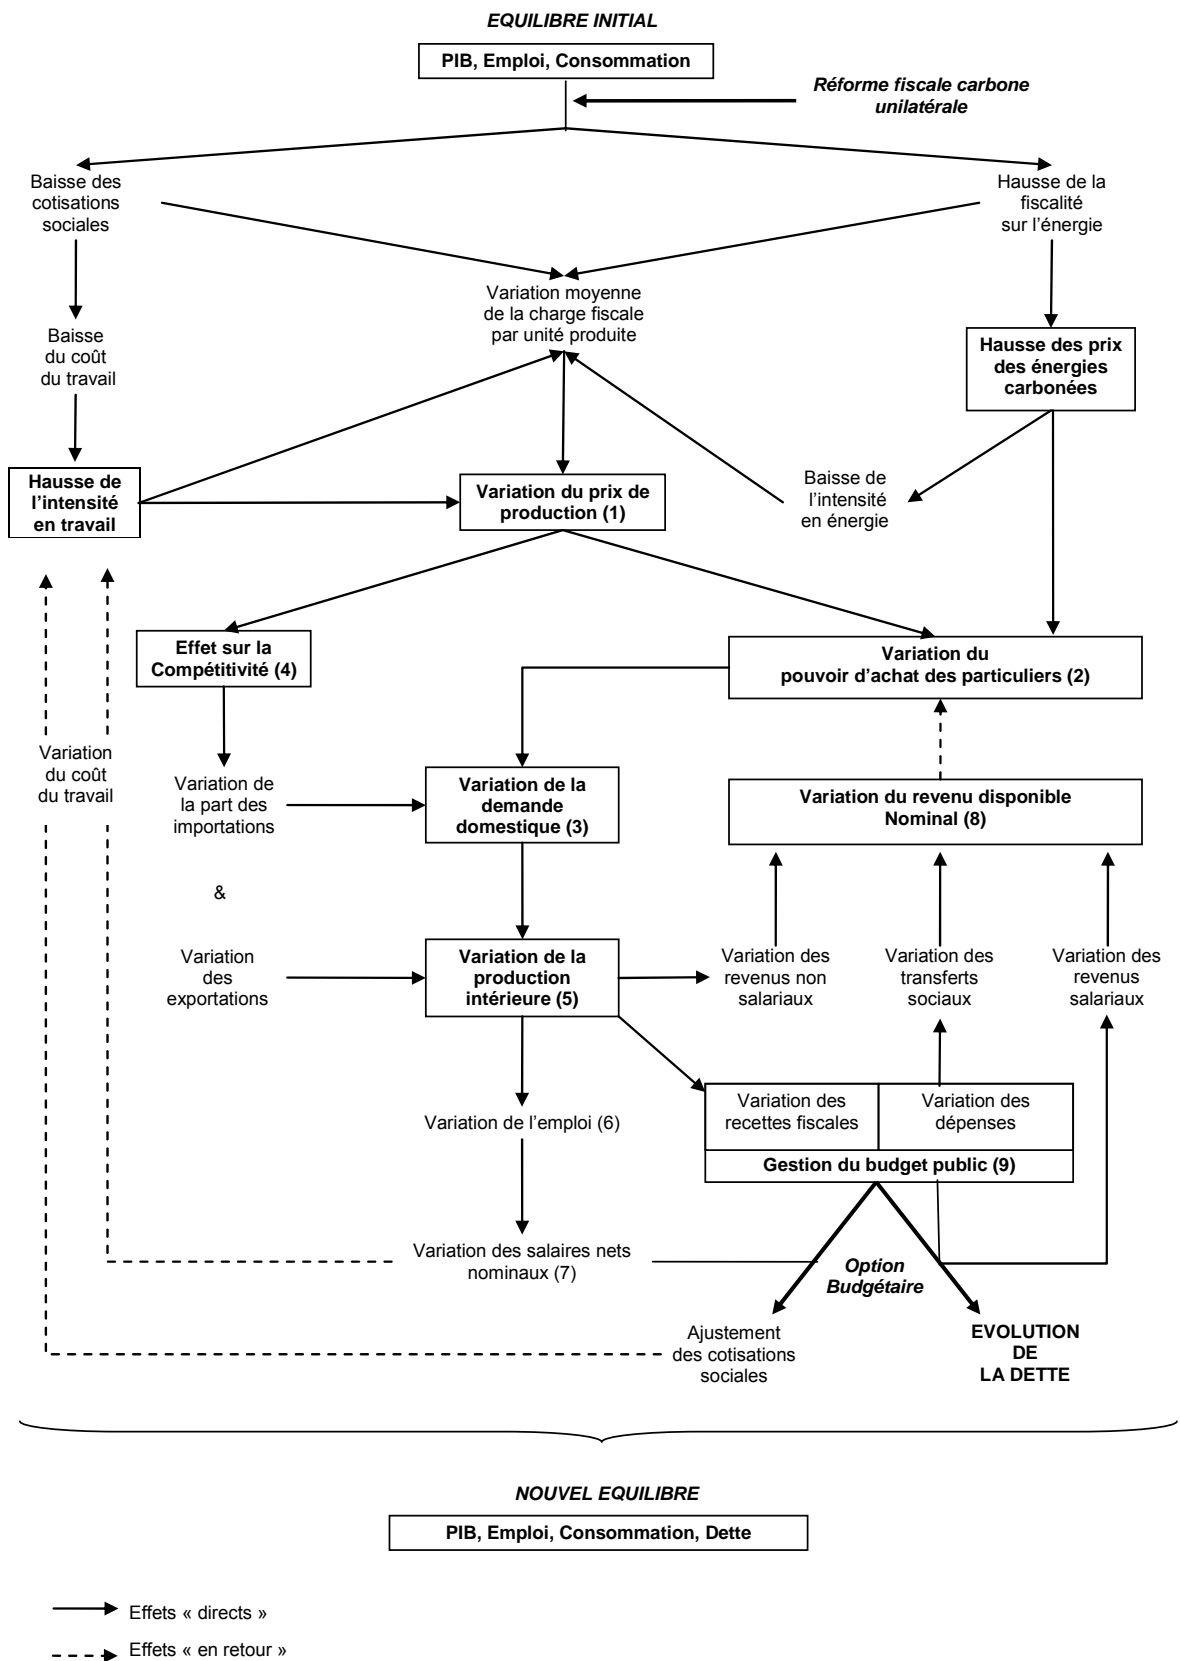 EQUILIBRE INITIAL
PIB, Emploi, Consommation
Réforme fiscale carbone
unilatérale
Baisse des
cotisations
sociales
Hausse de la
fiscalité
sur l'énergie
Variation moyenne
de la charge fiscale
par unité produite
Baisse
du coût
du travail
Hausse des prix
des énergies
carbonées
Hausse de
l'intensité
en travail
Variation du prix de
production (1)
Baisse de
l'intensité
en énergie
Effet sur la
Compétitivité (4)
Variation du
pouvoir d'achat des particuliers (2)
Variation
du coût
du travail
Variation de
la part des
importations
Variation de la
demande
domestique (3)
Variation du revenu disponible
Nominal (8)
&
Variation
des
exportations
Variation de la
production
intérieure (5)
Variation des
revenus non
salariaux
Variation des
transferts
sociaux
Variation des
revenus
salariaux
Variation de l'emploi (6)
Variation des
recettes fiscales
Variation des
dépenses
Gestion du budget public (9)
Variation des salaires nets
nominaux (7)
Option
Budgétaire
Ajustement
des cotisations
sociales
EVOLUTION
DE
LA DETTE
NOUVEL EQUILIBRE
PIB, Emploi, Consommation, Dette
Effets « directs »
Effets « en retour »